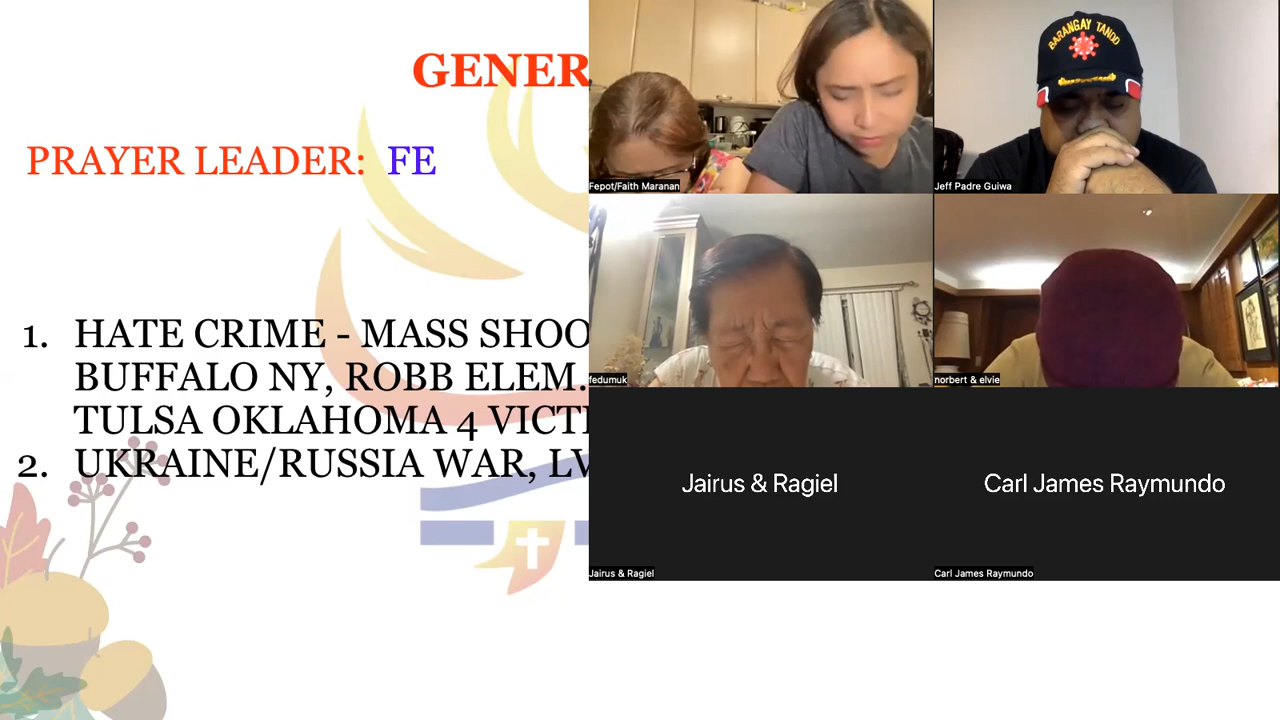 GENER
PRAYER LEADER: FE
1. HATE CRIME - MASS SHOO
BUFFALO NY, ROBB ELEM.
TULSA OKLAHOMA 4 VICTI
2. UKRAINE/RUSSIA WAR, LV
BARANGAY TANOD
Fepot/Faith Maranan
Jeff Padre Guiwa
fedumuk
norbert & elvie
Jairus & Ragiel
Carl James Raymundo
Jairus & Ragiel
Carl James Raymundo